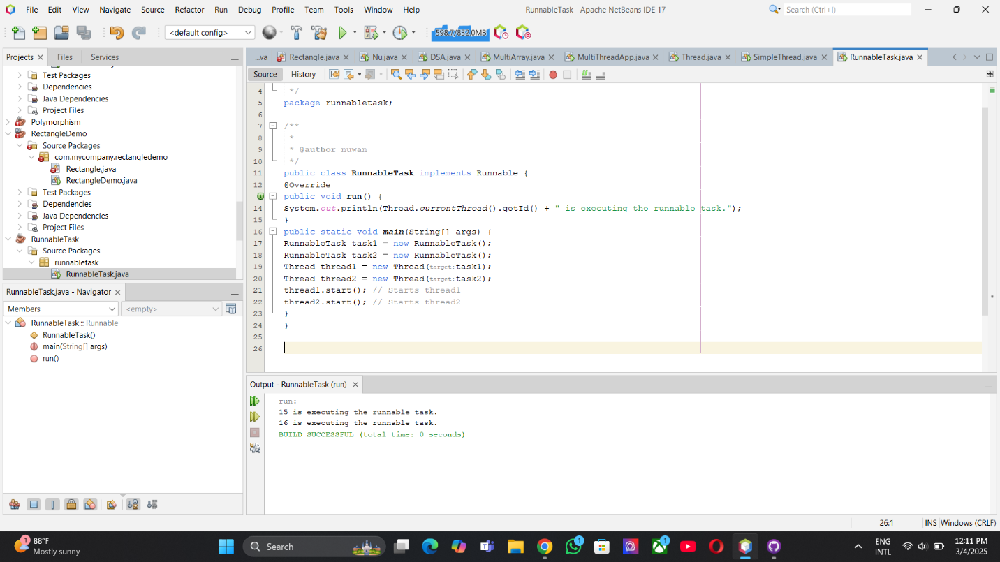 File Edit View Navigate Source Refactor Run Debug Profile Team Tools Window Help
RunnableTask - Apache NetBeans IDE 17
Search (Ctrl+I)
<default config>
598.7/832.0MB
Projects Files Services
...va Rectangle.java Nu.java DSA.java MultiArray.java MultiThreadApp.java Thread.java SimpleThread.java RunnableTask.java
Source History
Test Packages
Dependencies
Java Dependencies
Project Files
Polymorphism
RectangleDemo
Source Packages
com.mycompany.rectangledemo
Rectangle.java
RectangleDemo.java
Test Packages
Dependencies
Java Dependencies
Project Files
RunnableTask
Source Packages
runnabletask
RunnableTask.java
RunnableTask.java - Navigator
Members <empty>
RunnableTask :: Runnable
RunnableTask()
main(String[] args)
run()
4 */
5 package runnabletask;
6
7 /**
8 *
9 * @author nuwan
10 */
11 public class RunnableTask implements Runnable {
12 @Override
public void run() {
14 System.out.println(Thread.currentThread().getId() + " is executing the runnable task.");
15 }
16 public static void main(String[] args) {
17 RunnableTask task1 = new RunnableTask();
18 RunnableTask task2 = new RunnableTask();
19 Thread thread1 = new Thread(target:task1);
20 Thread thread2 = new Thread(target:task2);
21 thread1.start(); // Starts thread1
22 thread2.start(); // Starts thread2
23 }
24 }
25
26
Output - RunnableTask (run)
run:
15 is executing the runnable task.
16 is executing the runnable task.
BUILD SUCCESSFUL (total time: 0 seconds)
26:1 INS Windows (CRLF)
1
88°F
Mostly sunny
Search
1
1
ENG
INTL
12:11 PM
3/4/2025